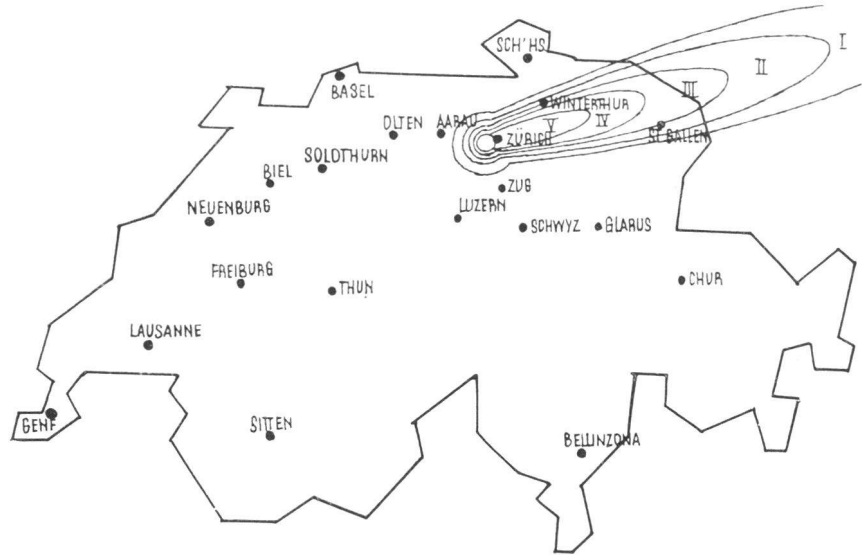 I
SCH'HS.
II
BASEL
III
WINTERTHUR
OLTEN
AARAU
V
IV
ZÜRICH
ST. GALLEN
SOLOTHURN
BIEL
ZUG
NEUENBURG
LUZERN
SCHWYZ
GLARUS
FREIBURG
THUN
CHUR
LAUSANNE
GENF
SITTEN
BELLINZONA